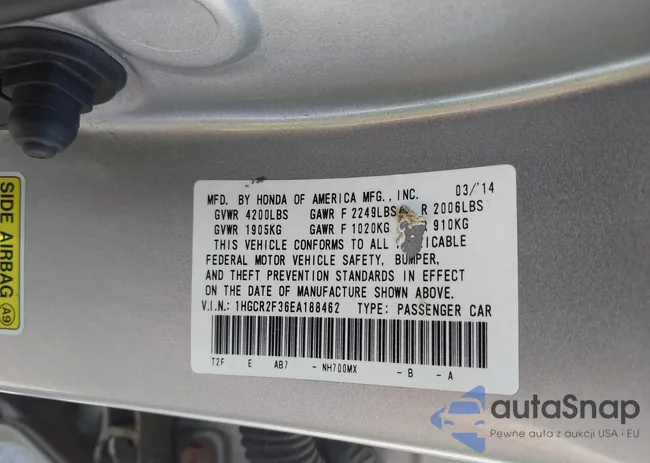 SIDE AIRBAG
A9
MFD. BY HONDA OF AMERICA MFG., INC. 03/'14
GVWR 4200LBS GAWR F 2249LBS R 2006LBS
GVWR 1905KG GAWR F 1020KG 910KG
THIS VEHICLE CONFORMS TO ALL
FEDERAL MOTOR VEHICLE SAFETY, BUMPER,
AND THEFT PREVENTION STANDARDS IN EFFECT
ON THE DATE OF MANUFACTURE SHOWN ABOVE.
V.I.N.: 1HGCR2F36EA188462 TYPE: PASSENGER CAR
T2F E AB7 - NH700MX - B - A
autaSnap
Pewne auta z aukcji USA i EU